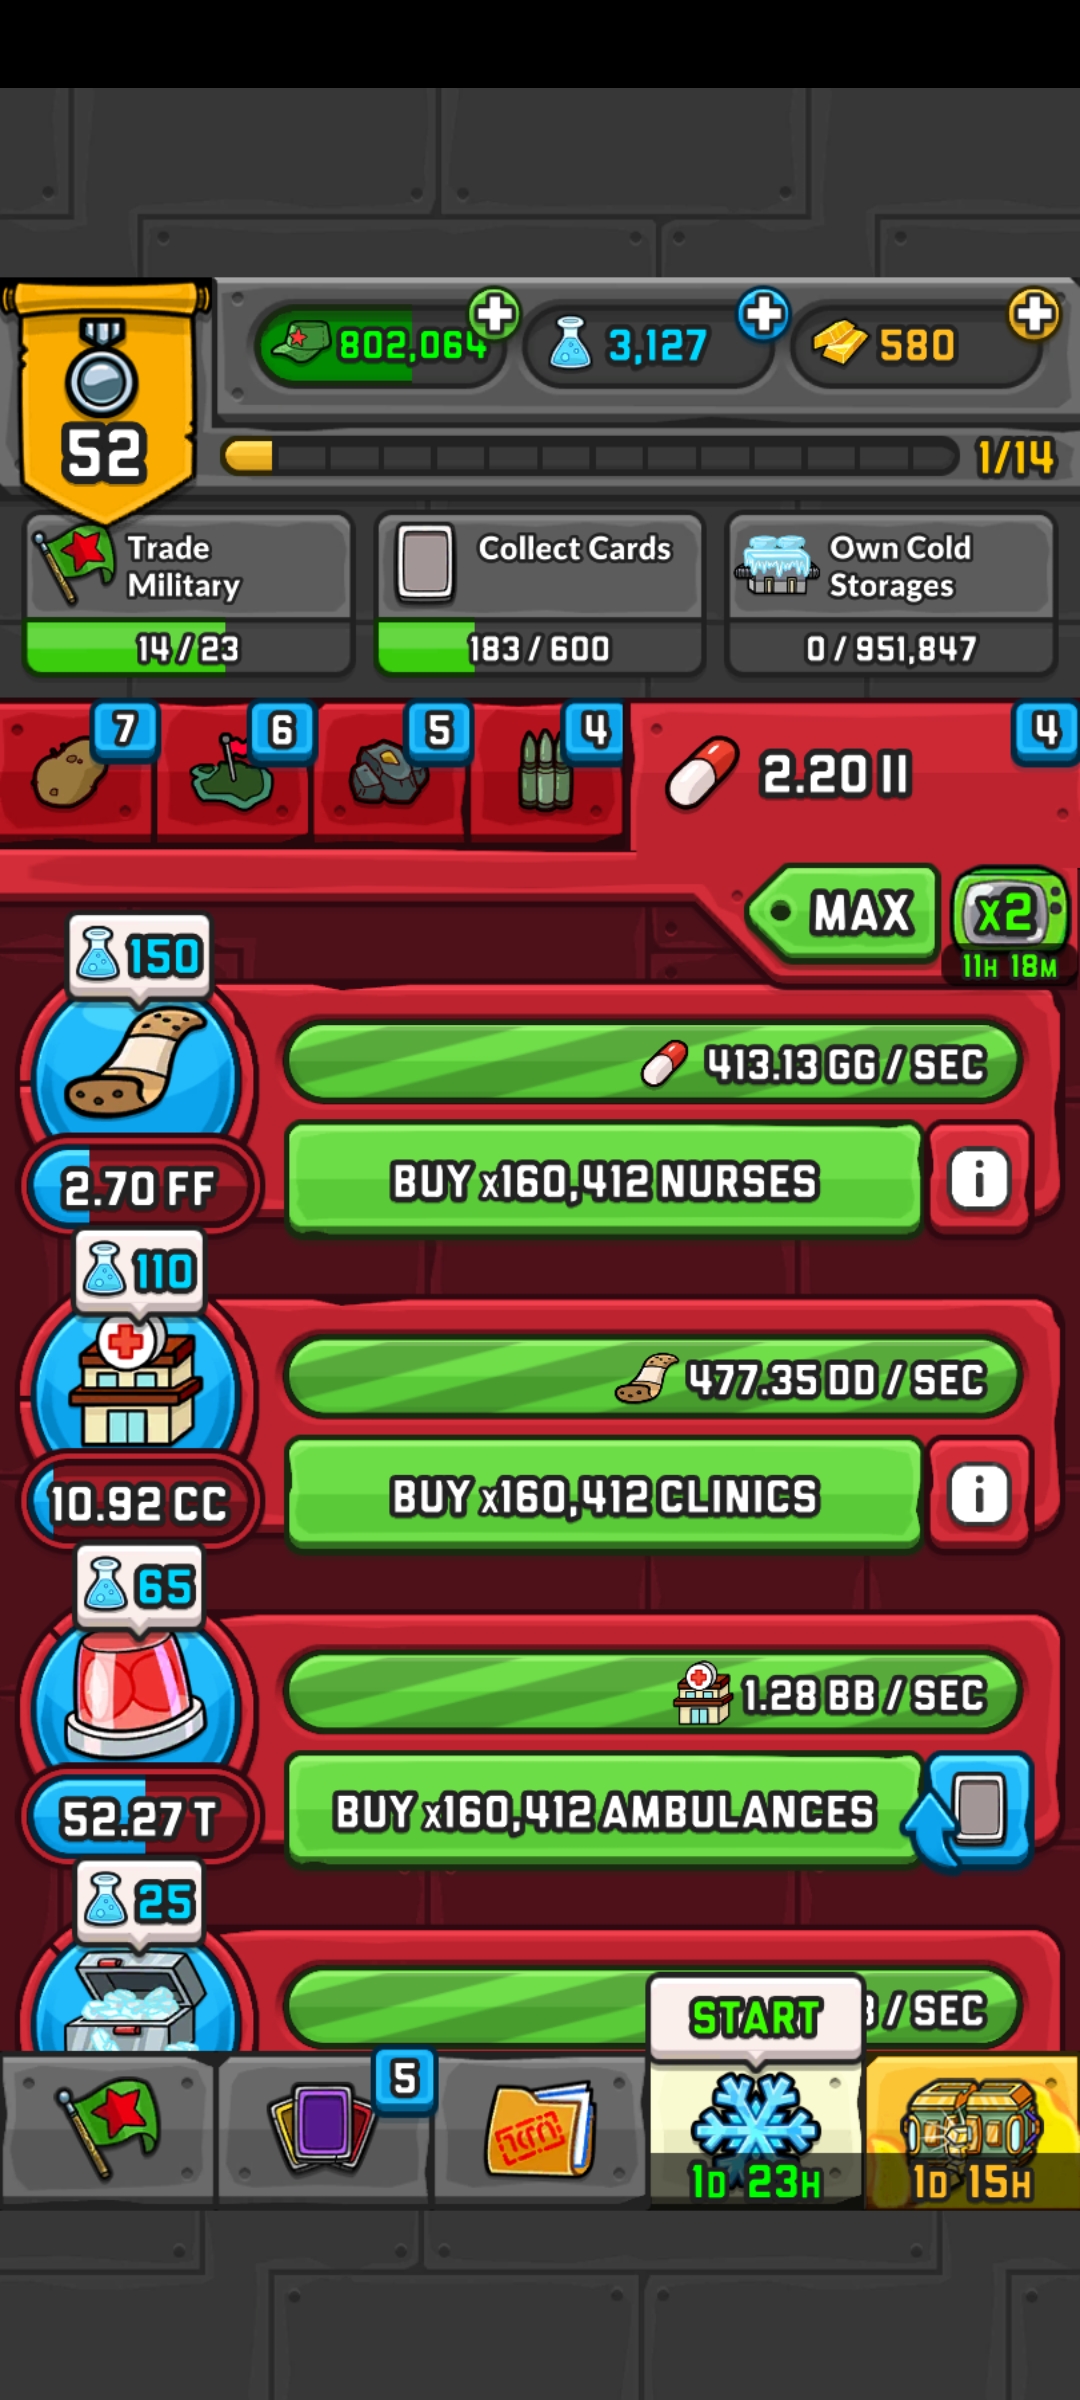 802,064
3,127
580
52
1/14
Trade
Military
14 / 23
Collect Cards
183 / 600
Own Cold
Storages
0 / 951,847
7
6
5
4
2.20 II
4
MAX
x2
11H 18M
150
413.13 GG / SEC
2.70 FF
BUY x160,412 NURSES
i
110
477.35 DD / SEC
10.92 CC
BUY x160,412 CLINICS
i
65
1.28 BB / SEC
52.27 T
BUY x160,412 AMBULANCES
25
/ SEC
START
5
1D 23H
1D 15H